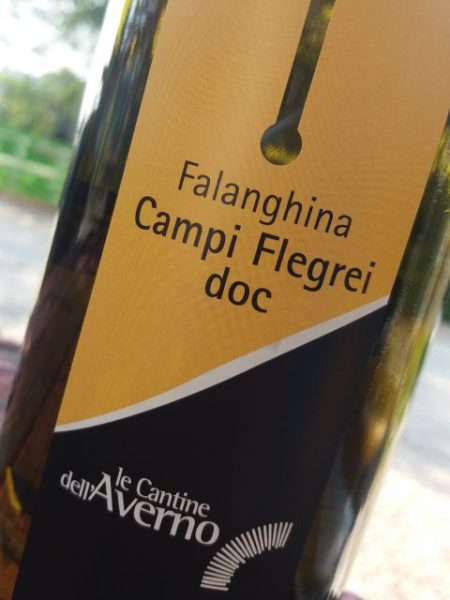 Falanghina
Campi Flegrei
doc
le Cantine
dell'Averno